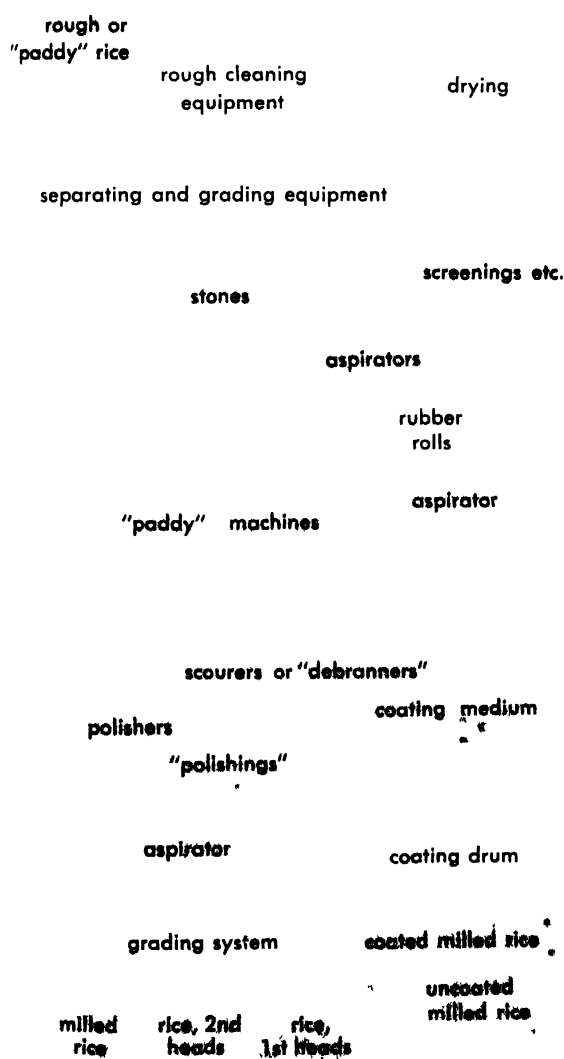 rough or
"paddy" rice
rough cleaning
equipment
drying
separating and grading equipment
screenings etc.
stones
aspirators
rubber
rolls
aspirator
"paddy" machines
scourers or "debranners"
coating medium
polishers
"polishings"
aspirator
coating drum
grading system
coated milled rice
uncoated
milled rice
milled
rice
rice, 2nd
heads
rice,
1st heads